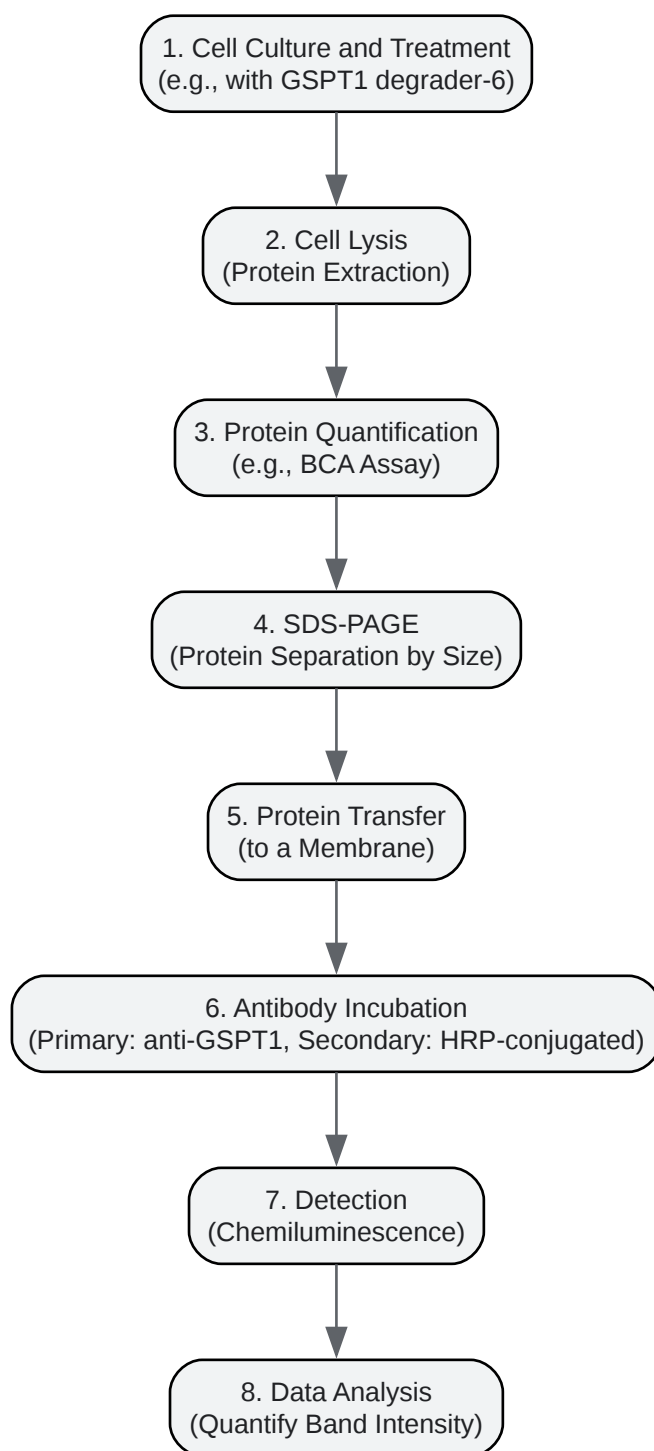 1. Cell Culture and Treatment
(e.g., with GSPT1 degrader-6)
2. Cell Lysis
(Protein Extraction)
3. Protein Quantification
(e.g., BCA Assay)
4. SDS-PAGE
(Protein Separation by Size)
5. Protein Transfer
(to a Membrane)
6. Antibody Incubation
(Primary: anti-GSPT1, Secondary: HRP-conjugated)
7. Detection
(Chemiluminescence)
8. Data Analysis
(Quantify Band Intensity)